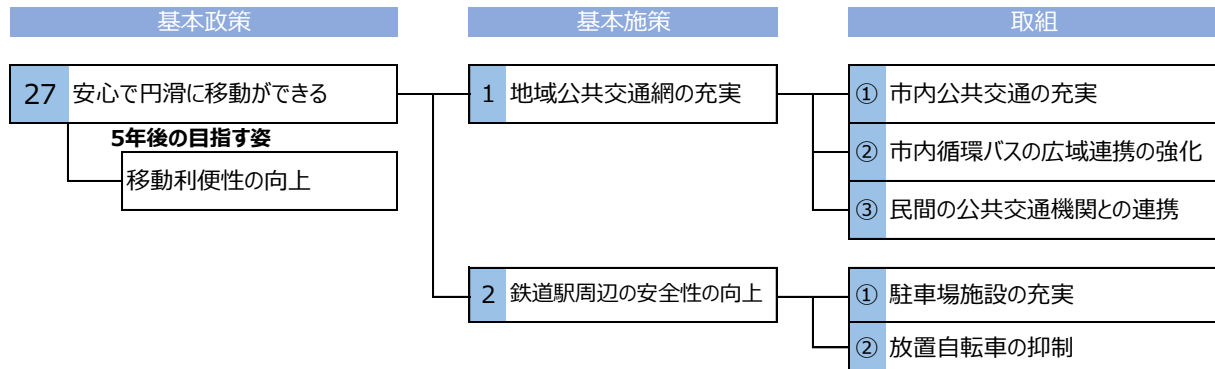 基本政策
基本施策
取組
27 安心で円滑に移動ができる
5年後の目指す姿
移動利便性の向上
1 地域公共交通網の充実
① 市内公共交通の充実
② 市内循環バスの広域連携の強化
③ 民間の公共交通機関との連携
2 鉄道駅周辺の安全性の向上
① 駐車場施設の充実
② 放置自転車の抑制